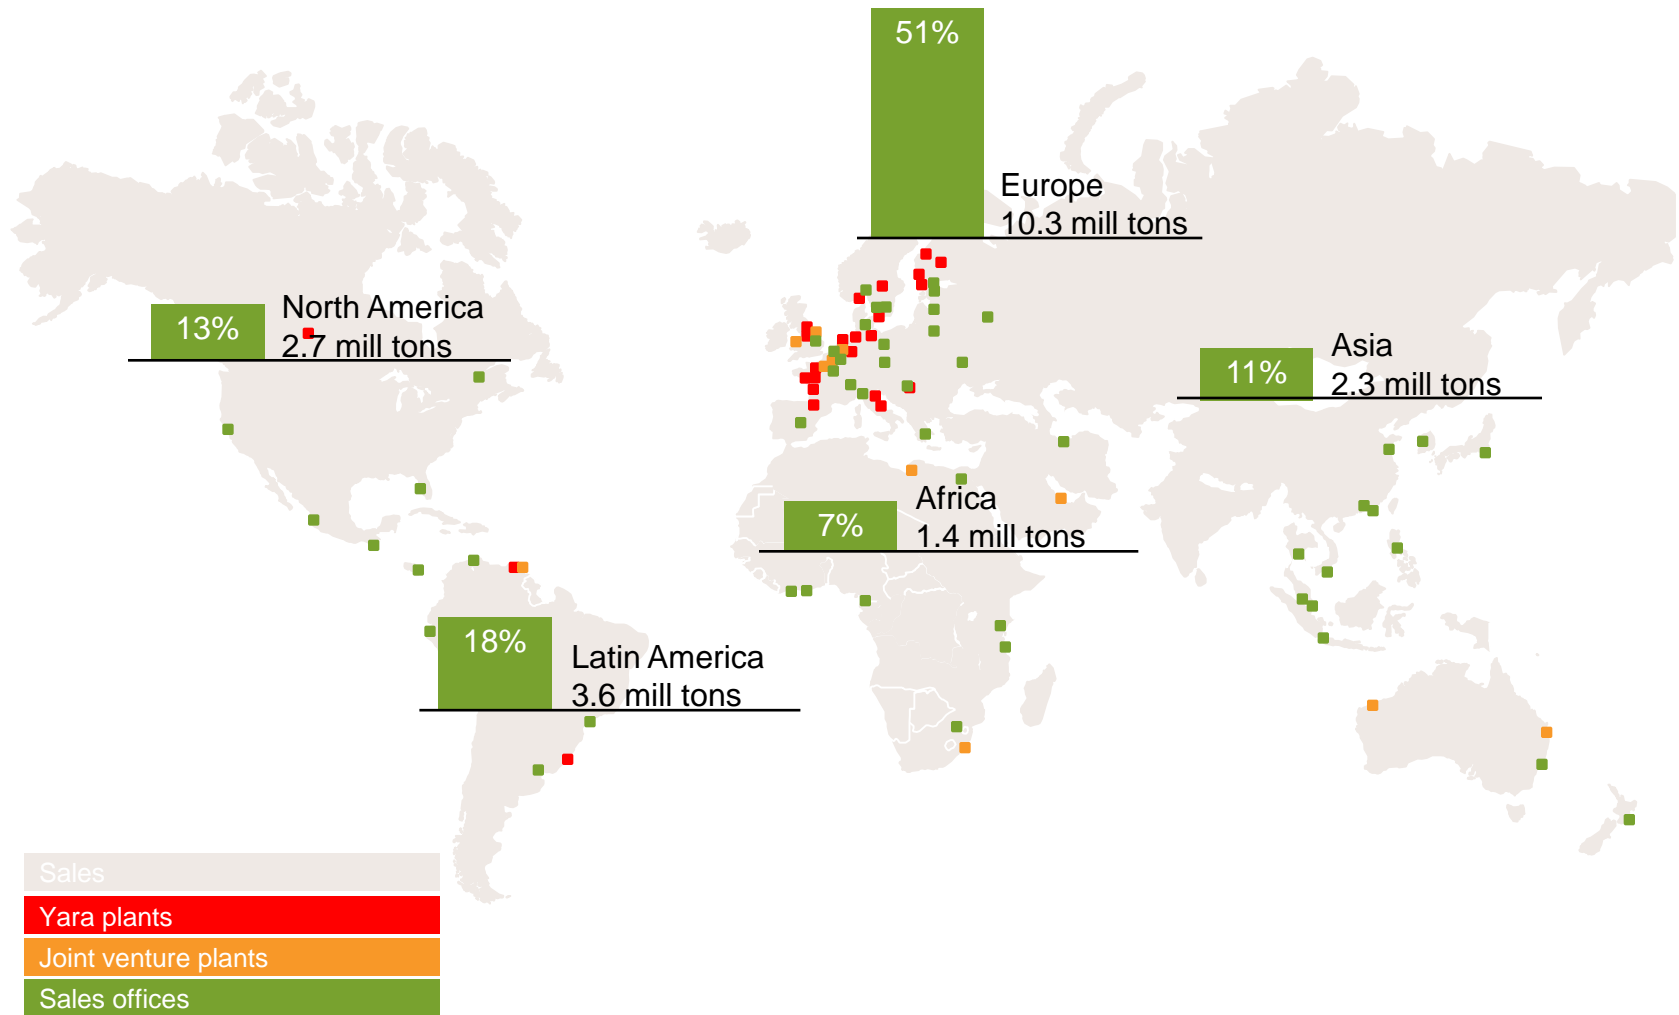 51%
Europe
10.3 mill tons
13%
North America
2.7 mill tons
11%
Asia
2.3 mill tons
7%
Africa
1.4 mill tons
18%
Latin America
3.6 mill tons
Sales
Yara plants
Joint venture plants
Sales offices